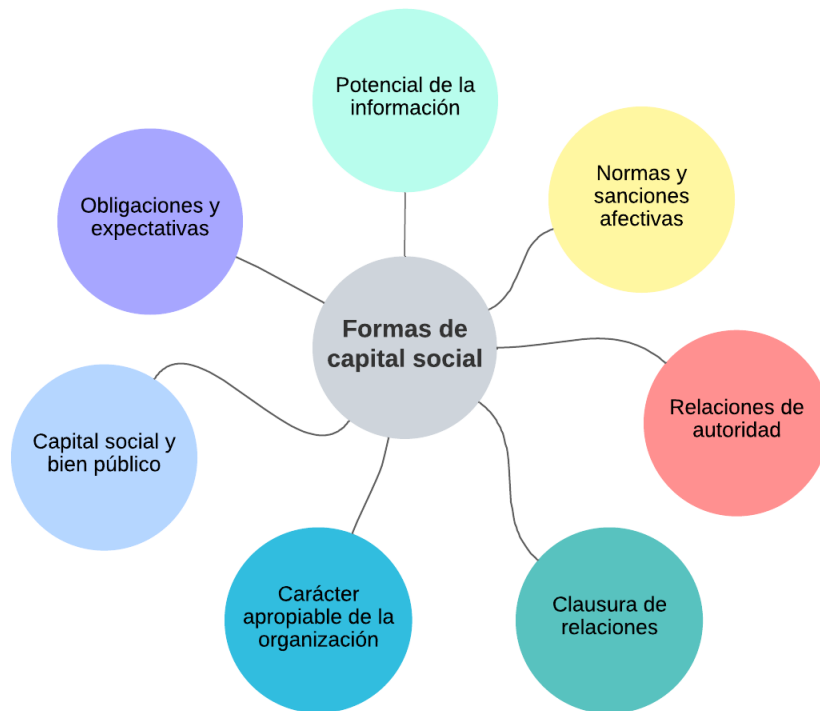 Potencial de la
información
Normas y
sanciones
afectivas
Obligaciones y
expectativas
Formas de
capital social
Relaciones de
autoridad
Capital social y
bien público
Carácter
apropiable de la
organización
Clausura de
relaciones